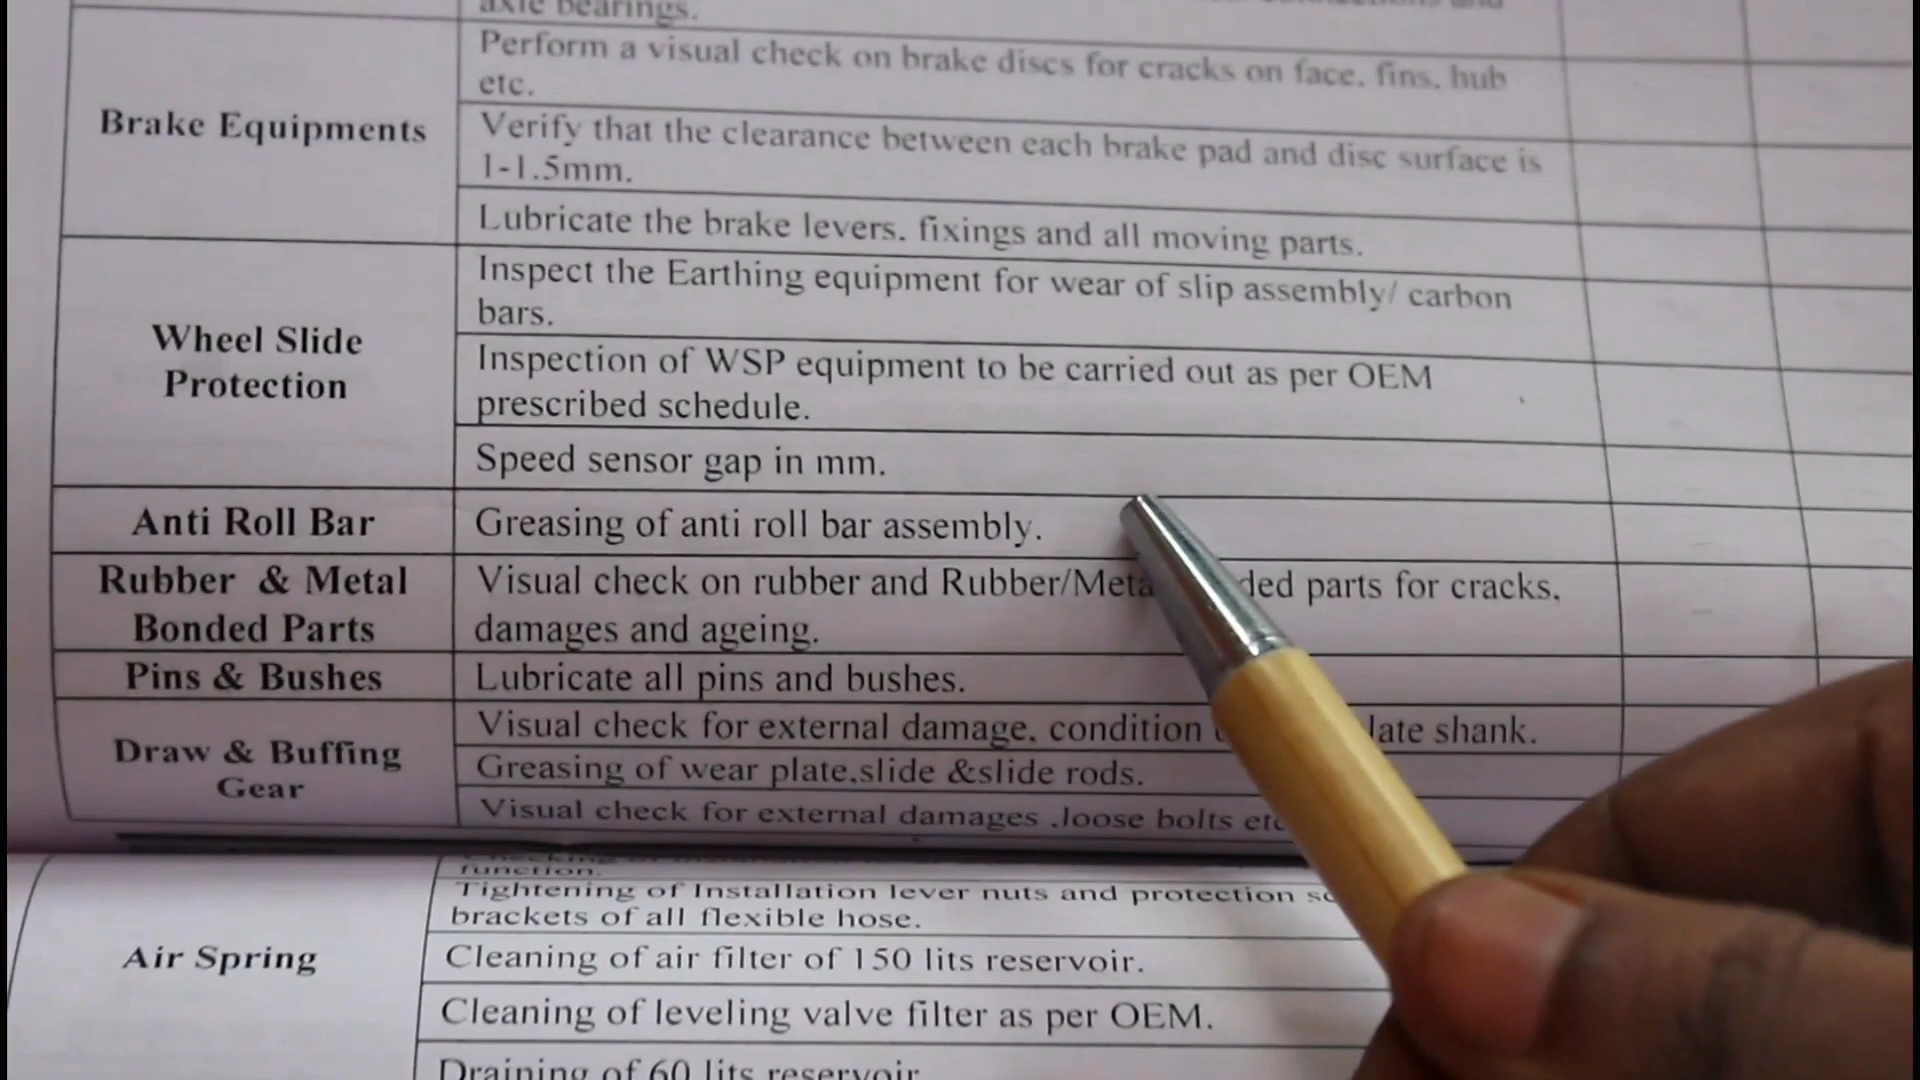 axle bearings.
Brake Equipments
Perform a visual check on brake discs for cracks on face. fins. hub
etc.
Verify that the clearance between each brake pad and disc surface is
1-1.5mm.
Lubricate the brake levers. fixings and all moving parts.
Wheel Slide
Protection
Inspect the Earthing equipment for wear of slip assembly/ carbon
bars.
Inspection of WSP equipment to be carried out as per OEM
prescribed schedule.
Speed sensor gap in mm.
Anti Roll Bar
Greasing of anti roll bar assembly.
Rubber & Metal
Bonded Parts
Visual check on rubber and Rubber/Meta ded parts for cracks.
damages and ageing.
Pins & Bushes
Lubricate all pins and bushes.
Draw & Buffing
Gear
Visual check for external damage. condition late shank.
Greasing of wear plate.slide &slide rods.
Visual check for external damages .loose bolts etc
Air Spring
function.
Tightening of Installation lever nuts and protection
brackets of all flexible hose.
Cleaning of air filter of 150 lits reservoir.
Cleaning of leveling valve filter as per OEM.
Draining of 60 lits reservoir